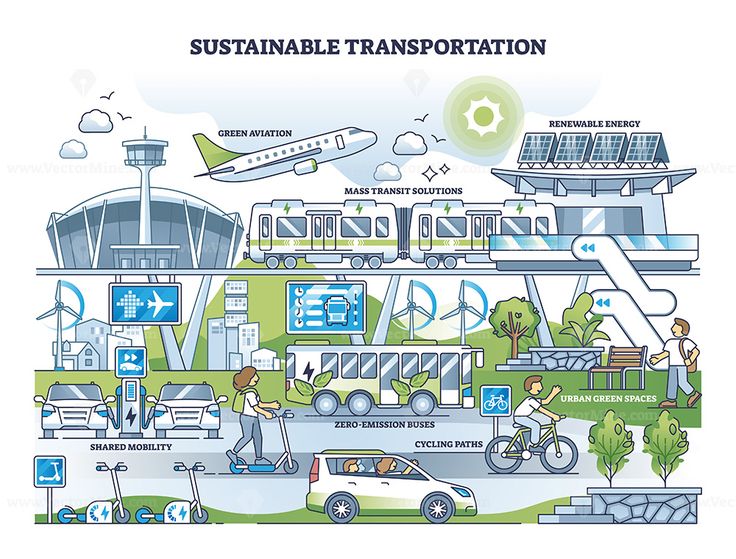 SUSTAINABLE TRANSPORTATION
GREEN AVIATION
RENEWABLE ENERGY
MASS TRANSIT SOLUTIONS
URBAN GREEN SPACES
ZERO-EMISSION BUSES
SHARED MOBILITY
CYCLING PATHS